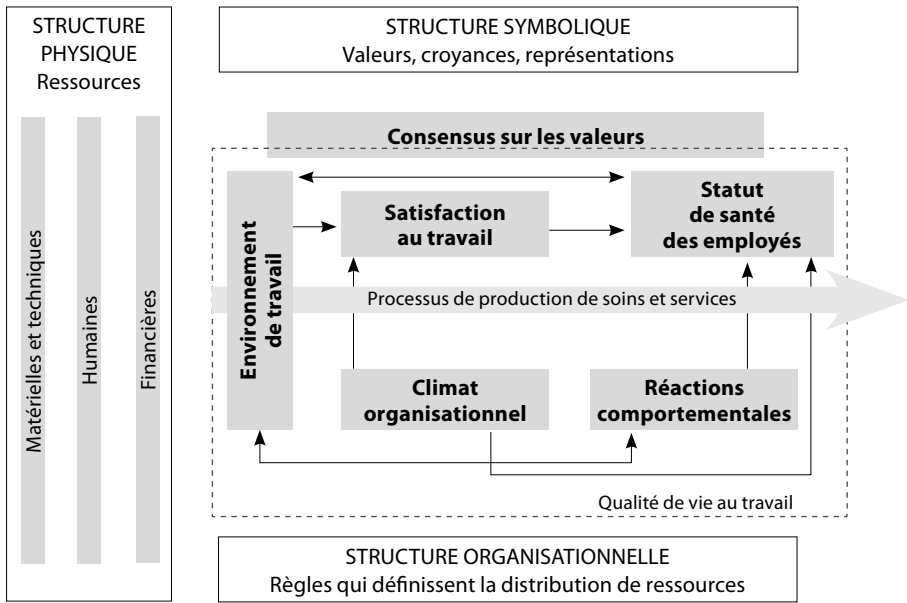 STRUCTURE
PHYSIQUE
Ressources
Matérielles et techniques
Humaines
Financières
STRUCTURE SYMBOLIQUE
Valeurs, croyances, représentations
Consensus sur les valeurs
Environnement
de travail
Satisfaction
au travail
Statut
de santé
des employés
Processus de production de soins et services
Climat
organisationnel
Réactions
comportementales
Qualité de vie au travail
STRUCTURE ORGANISATIONNELLE
Règles qui définissent la distribution de ressources